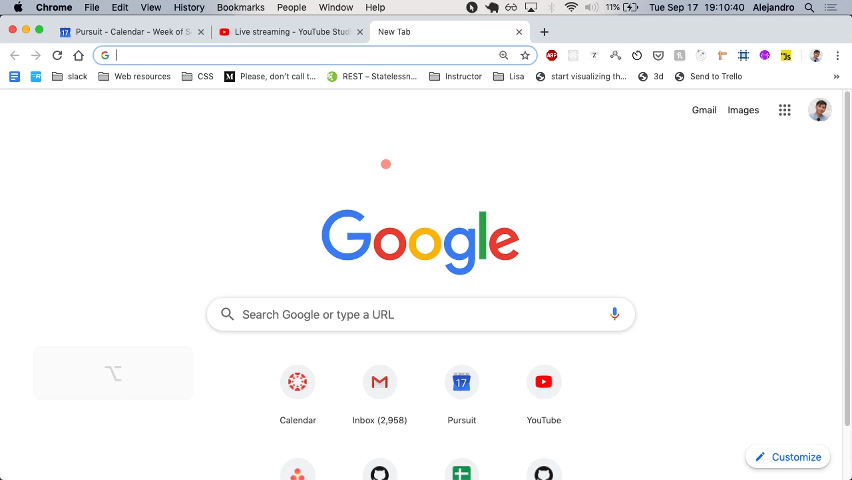 Chrome File Edit View History Bookmarks People Window Help 11% Tue Sep 17 19:10:40 Alejandro
Pursuit - Calendar - Week of S Live streaming - YouTube Stud New Tab
slack Web resources CSS Please, don't call t... REST – Statelessn... Instructor Lisa start visualizing th... 3d Send to Trello
Gmail Images
Google
Search Google or type a URL
Calendar Inbox (2,958) Pursuit YouTube
Customize